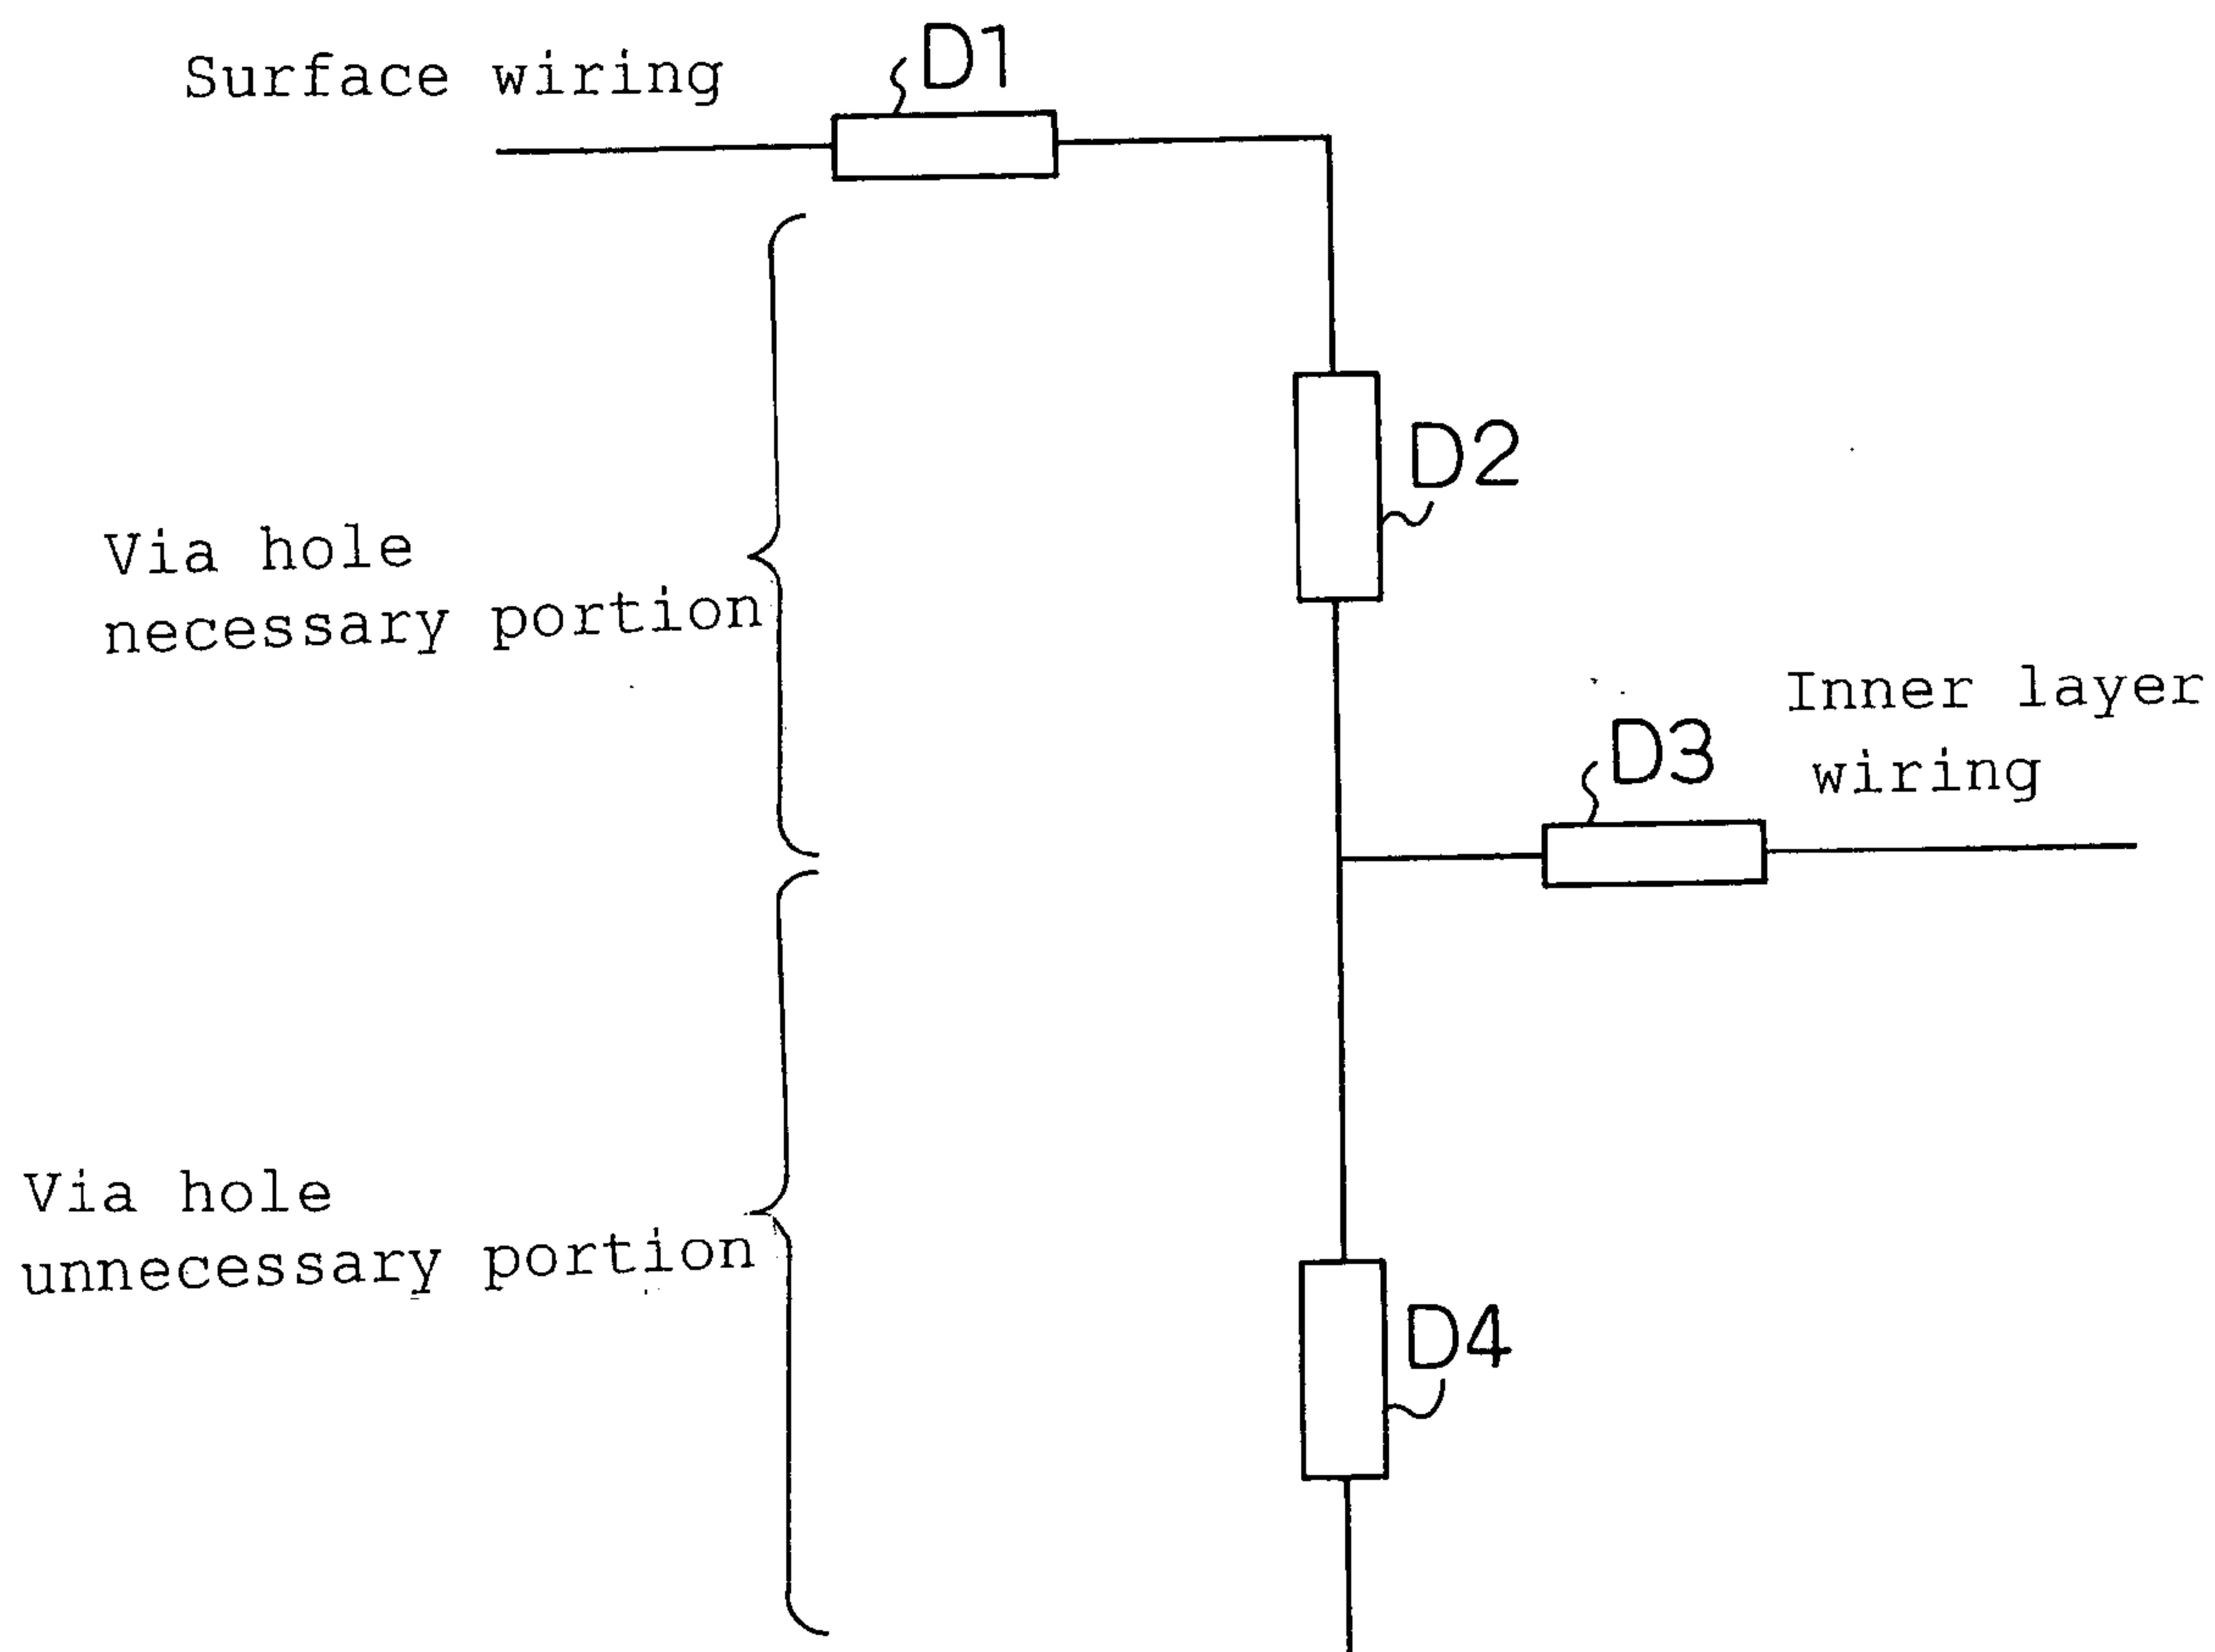 Surface wiring
D1
D2
Via hole
necessary portion
Inner layer
wiring
D3
Via hole
unnecessary portion
D4